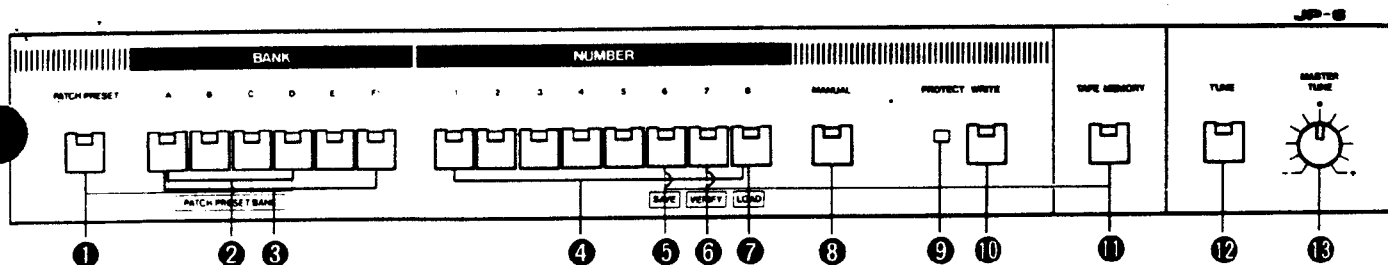 JP-6
BANK NUMBER
PATCH PRESET A B C D E F 1 2 3 4 5 6 7 8 MANUAL PROTECT WRITE TAPE MEMORY TUNE MASTER TUNE
- +
PATCH PRESET BANK SAVE VERIFY LOAD
1 2 3 4 5 6 7 8 9 10 11 12 13